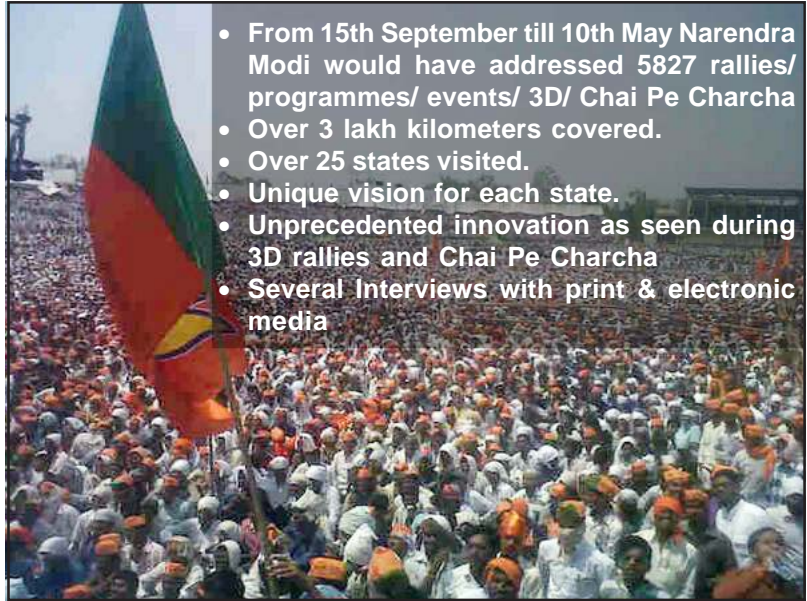 • From 15th September till 10th May Narendra
Modi would have addressed 5827 rallies/
programmes/ events/ 3D/ Chai Pe Charcha
• Over 3 lakh kilometers covered.
• Over 25 states visited.
• Unique vision for each state.
• Unprecedented innovation as seen during
3D rallies and Chai Pe Charcha
• Several Interviews with print & electronic
media